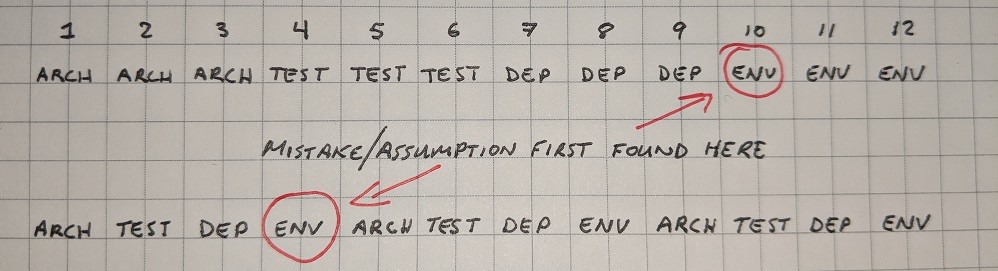 1 2 3 4 5 6 7 8 9 10 11 12
ARCH ARCH ARCH TEST TEST TEST DEP DEP DEP ENV ENV ENV
MISTAKE/ASSUMPTION FIRST FOUND HERE
ARCH TEST DEP ENV ARCH TEST DEP ENV ARCH TEST DEP ENV